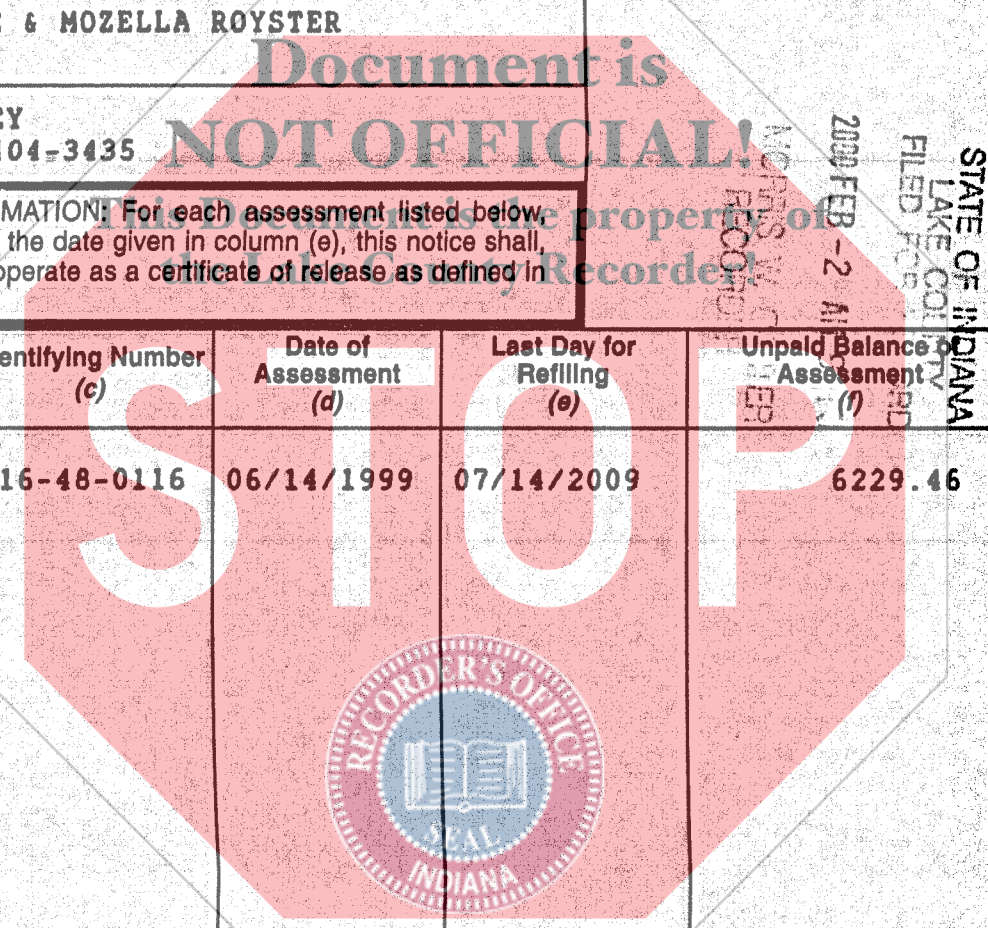 & MOZELLA ROYSTER
Document is
EY
NOT OFFICIAL!
104-3435
MATION: For each assessment listed below,
This Document is the property of
the date given in column (e), this notice shall,
operate as a certificate of release as defined in
the Lake County Recorder!
STATE OF INDIANA
LAKE COUNTY
FILED FOR RECORD
2000 FEB -2
RECORDER
entifying Number
(c)
Date of
Assessment
(d)
Last Day for
Refiling
(e)
Unpaid Balance of
Assessment
(f)
16-48-0116 06/14/1999 07/14/2009 6229.46
STOP
RECORDER'S OFFICE
SEAL
INDIANA